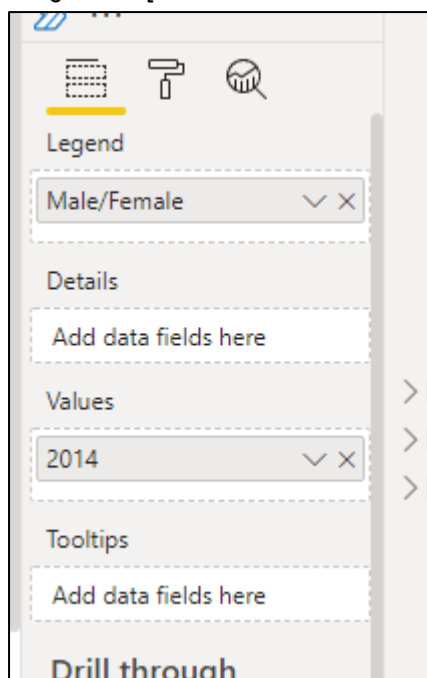 Legend
Male/Female
Details
Add data fields here
Values
2014
Tooltips
Add data fields here
Drill through